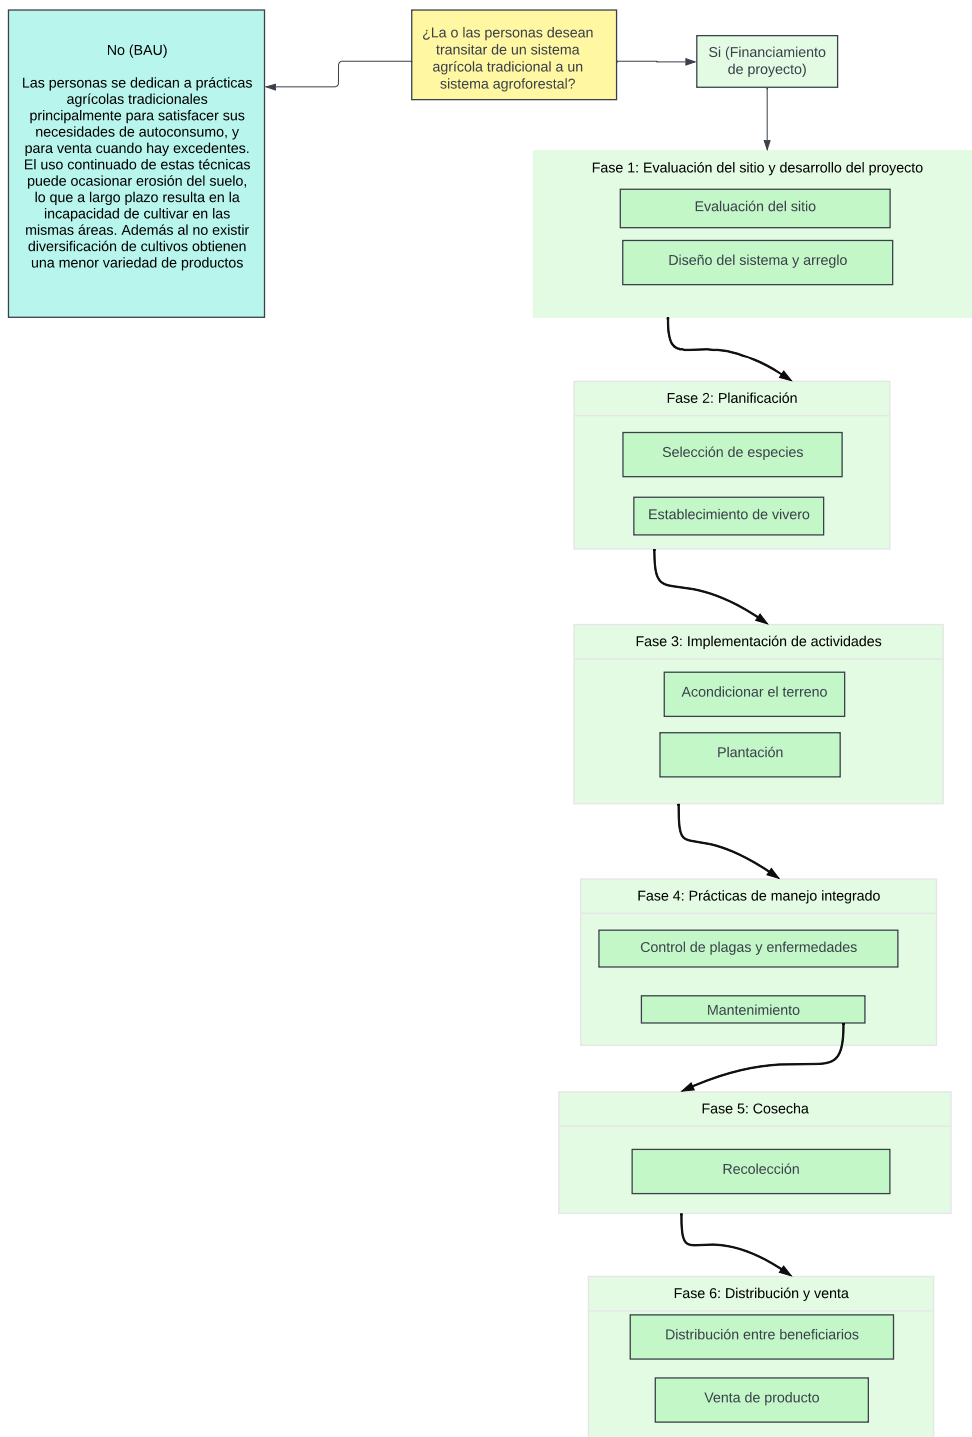 No (BAU)
Las personas se dedican a prácticas
agrícolas tradicionales
principalmente para satisfacer sus
necesidades de autoconsumo, y
para venta cuando hay excedentes.
El uso continuado de estas técnicas
puede ocasionar erosión del suelo,
lo que a largo plazo resulta en la
incapacidad de cultivar en las
mismas áreas. Además al no existir
diversificación de cultivos obtienen
una menor variedad de productos
¿La o las personas desean
transitar de un sistema
agrícola tradicional a un
sistema agroforestal?
Si (Financiamiento
de proyecto)
Fase 1: Evaluación del sitio y desarrollo del proyecto
Evaluación del sitio
Diseño del sistema y arreglo
Fase 2: Planificación
Selección de especies
Establecimiento de vivero
Fase 3: Implementación de actividades
Acondicionar el terreno
Plantación
Fase 4: Prácticas de manejo integrado
Control de plagas y enfermedades
Mantenimiento
Fase 5: Cosecha
Recolección
Fase 6: Distribución y venta
Distribución entre beneficiarios
Venta de producto